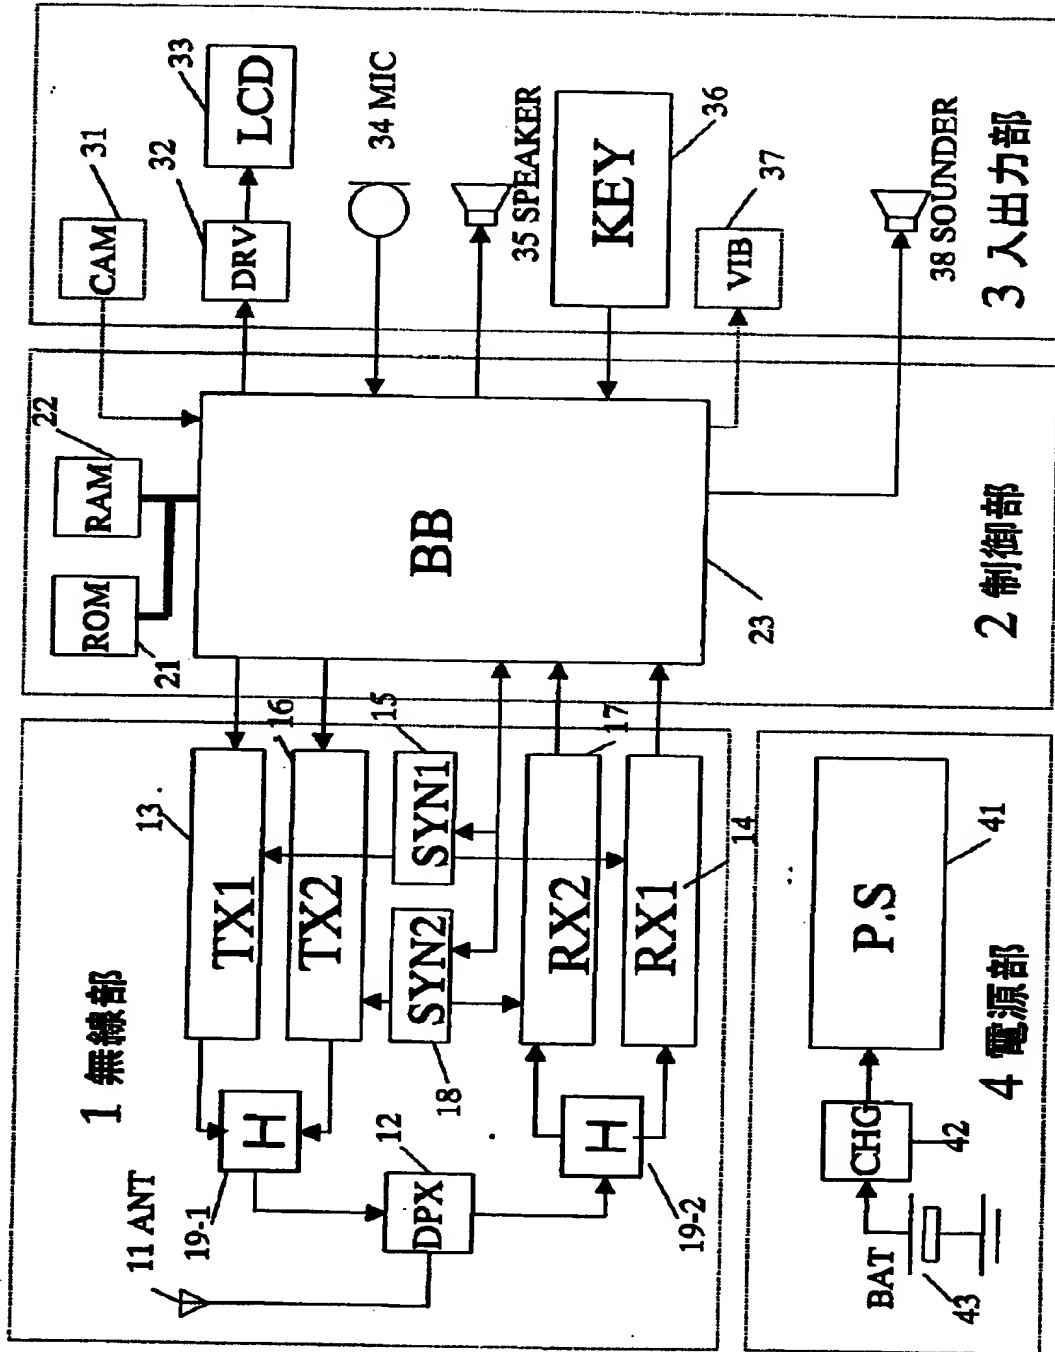 1 無線部
11 ANT
19-1
H
DPX
12
H
19-2
13
TX1
16
TX2
SYN1
15
SYN2
18
RX2
17
RX1
14
2 制御部
ROM
21
RAM
22
BB
23
3 入出力部
CAM
31
DRV
32
LCD
33
34 MIC
35 SPEAKER
KEY
36
VIB
37
38 SOUNDER
4 電源部
BAT
43
CHG
42
P.S
41